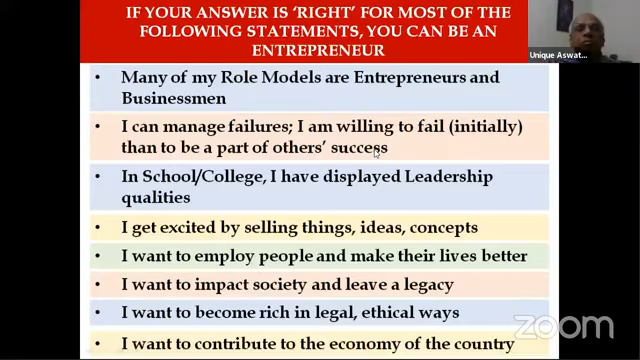 IF YOUR ANSWER IS ‘RIGHT’ FOR MOST OF THE
FOLLOWING STATEMENTS, YOU CAN BE AN
ENTREPRENEUR
Unique Aswat...
• Many of my Role Models are Entrepreneurs and
Businessmen
• I can manage failures; I am willing to fail (initially)
than to be a part of others’ success
• In School/College, I have displayed Leadership
qualities
• I get excited by selling things, ideas, concepts
• I want to employ people and make their lives better
• I want to impact society and leave a legacy
• I want to become rich in legal, ethical ways
• I want to contribute to the economy of the country
zoom